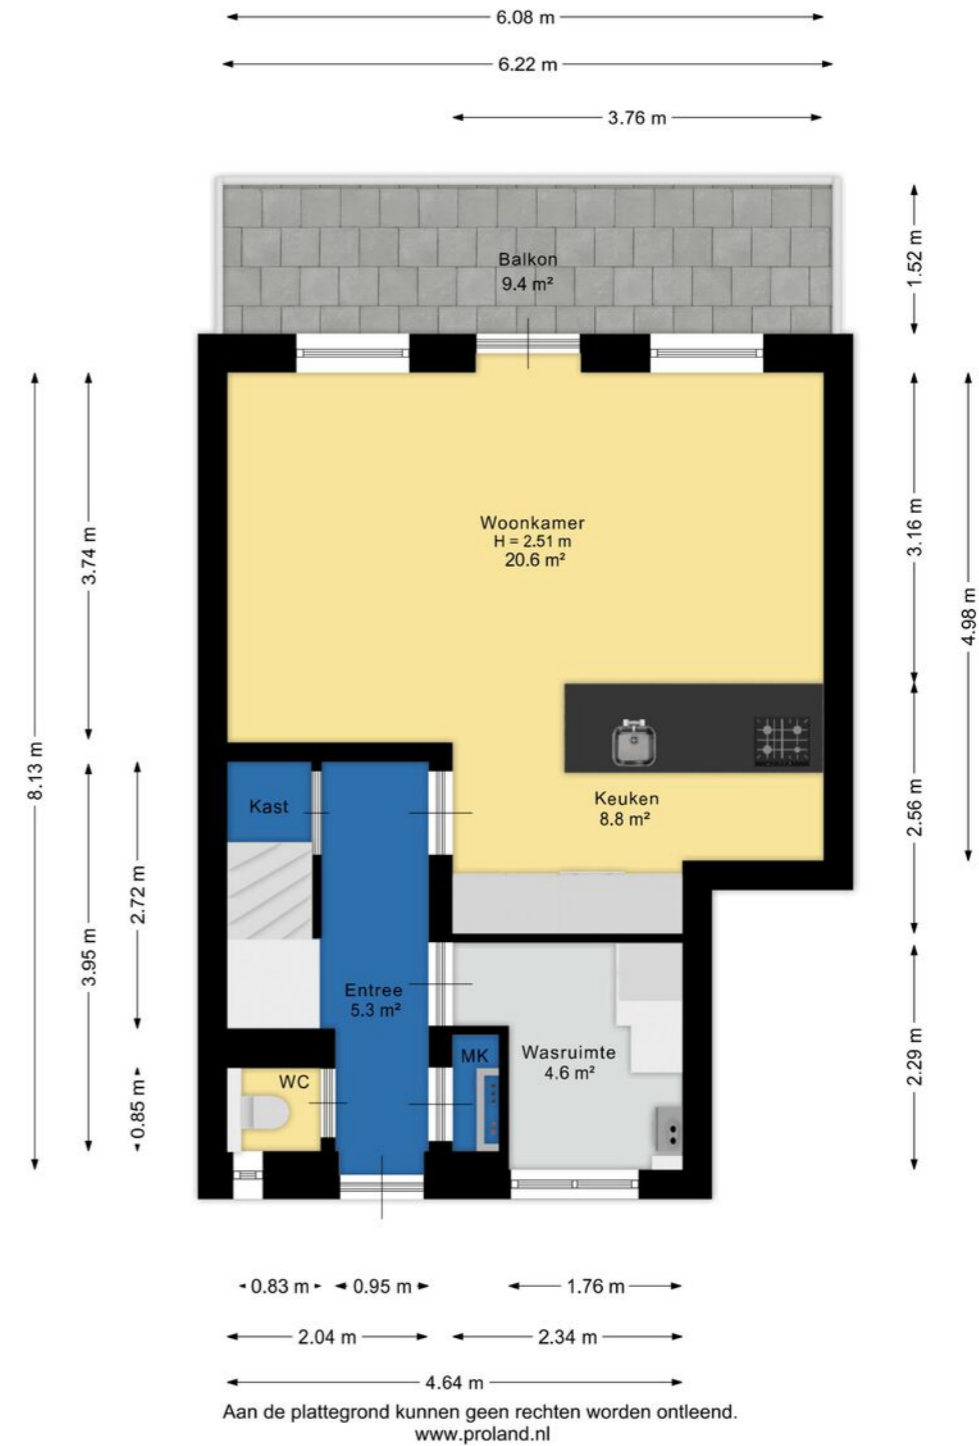 6.08 m
6.22 m
3.76 m
1.52 m
Balkon
9.4 m²
3.16 m
4.98 m
3.74 m
8.13 m
Woonkamer
H = 2.51 m
20.6 m²
Keuken
8.8 m²
2.56 m
Kast
2.72 m
3.95 m
Entree
5.3 m²
MK
Wasruimte
4.6 m²
2.29 m
WC
0.85 m
0.83 m
0.95 m
1.76 m
2.04 m
2.34 m
4.64 m
Aan de plattegrond kunnen geen rechten worden ontleend.
www.proland.nl